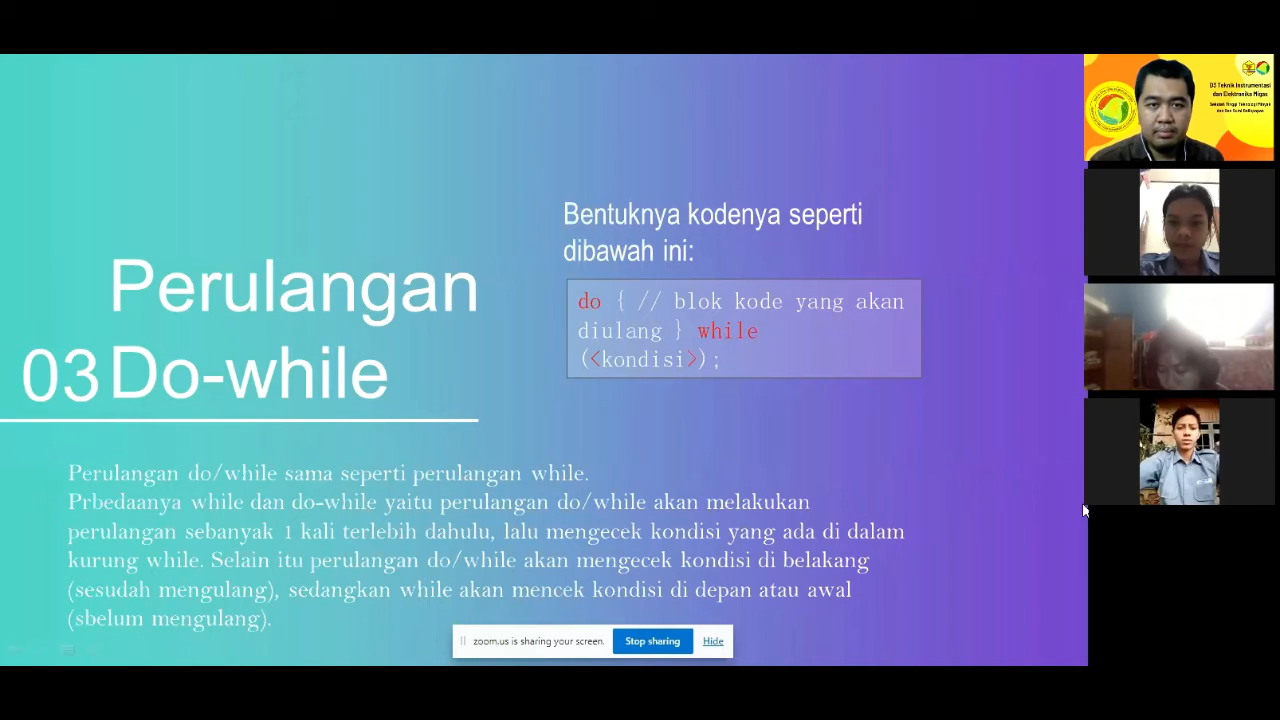 Perulangan
03 Do-while
Bentuknya kodenya seperti
dibawah ini:
do { // blok kode yang akan
diulang } while
(<kondisi>);
Perulangan do/while sama seperti perulangan while.
Prbedaanya while dan do-while yaitu perulangan do/while akan melakukan
perulangan sebanyak 1 kali terlebih dahulu, lalu mengecek kondisi yang ada di dalam
kurung while. Selain itu perulangan do/while akan mengecek kondisi di belakang
(sesudah mengulang), sedangkan while akan mencek kondisi di depan atau awal
(sbelum mengulang).
zoom.us is sharing your screen.
Stop sharing
Hide
D3 Teknik Instrumentasi
dan Elektronika Migas
Sekolah Tinggi Teknologi Minyak